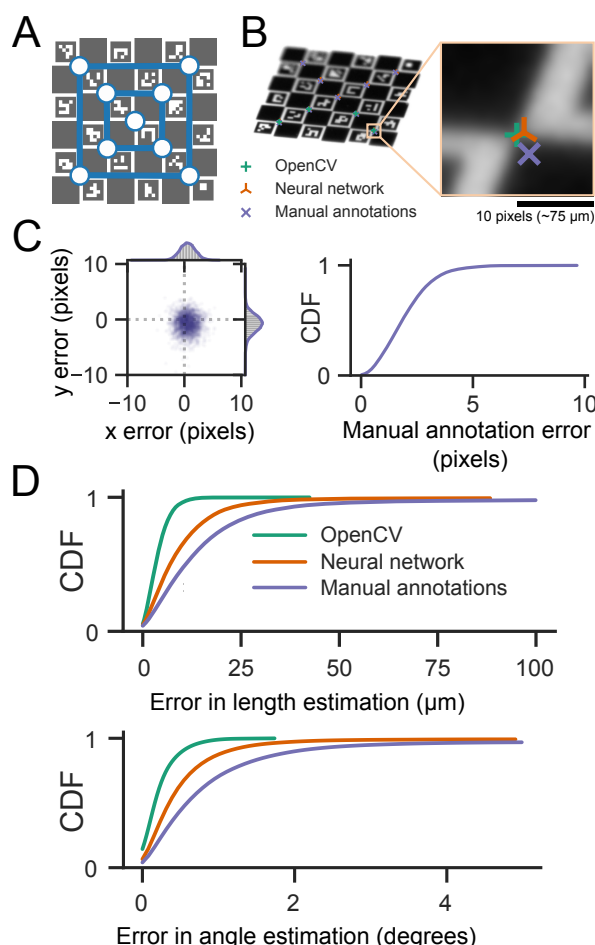 A
B
OpenCV
Neural network
Manual annotations
10 pixels (~75 µm)
C
y error (pixels)
10
0
−10
−10
0
10
x error (pixels)
CDF
1
0
0
5
10
Manual annotation error
(pixels)
D
CDF
1
0
OpenCV
Neural network
Manual annotations
0
25
50
75
100
Error in length estimation (µm)
CDF
1
0
0
2
4
Error in angle estimation (degrees)